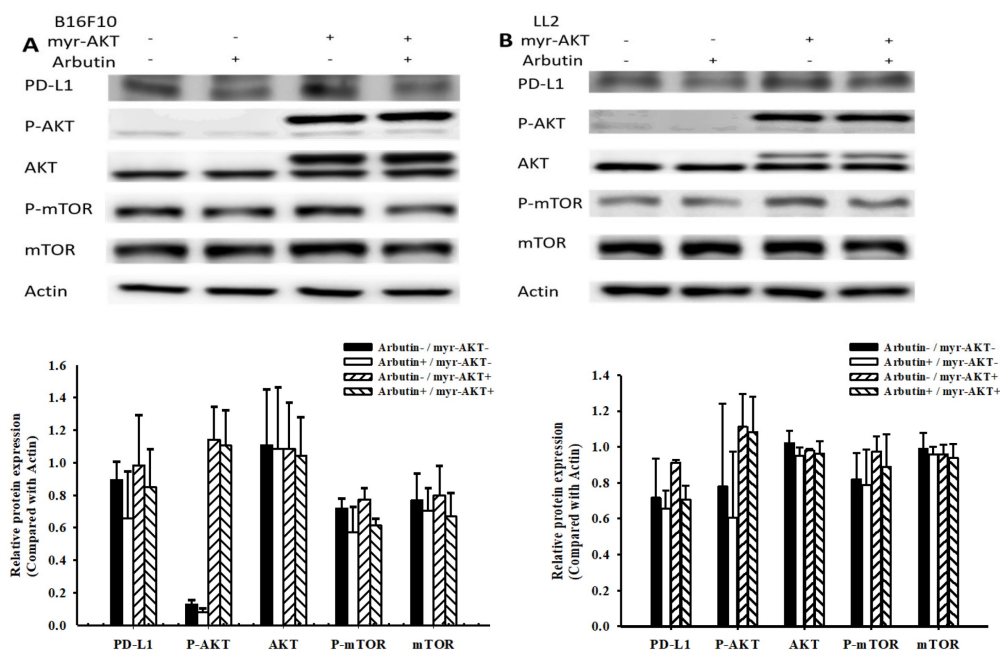 B16F10
A myr-AKT - - + +
Arbutin - + - +
PD-L1
P-AKT
AKT
P-mTOR
mTOR
Actin
LL2
B myr-AKT - - + +
Arbutin - + - +
PD-L1
P-AKT
AKT
P-mTOR
mTOR
Actin
Arbutin- / myr-AKT-
Arbutin+ / myr-AKT-
Arbutin- / myr-AKT+
Arbutin+ / myr-AKT+
Relative protein expression
(Compared with Actin)
1.6
1.4
1.2
1.0
0.8
0.6
0.4
0.2
0.0
PD-L1 P-AKT AKT P-mTOR mTOR
Arbutin- / myr-AKT-
Arbutin+ / myr-AKT-
Arbutin- / myr-AKT+
Arbutin+ / myr-AKT+
Relative protein expression
(Compared with Actin)
1.4
1.2
1.0
0.8
0.6
0.4
0.2
0.0
PD-L1 P-AKT AKT P-mTOR mTOR